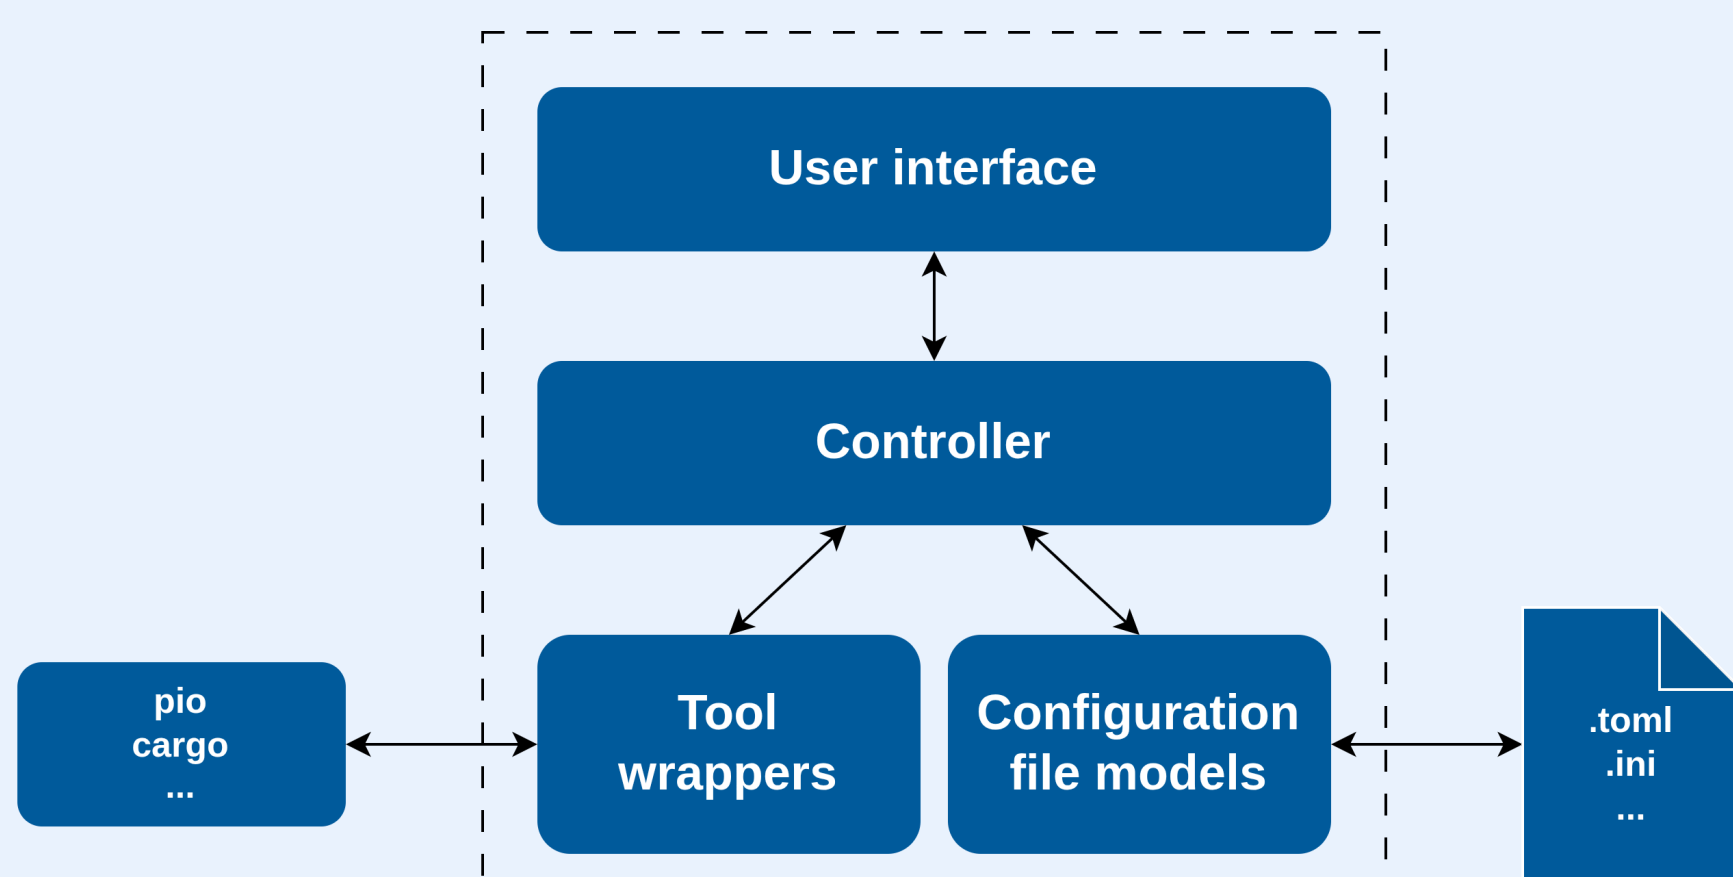 User interface
Controller
Tool
wrappers
Configuration
file models
pio
cargo
...
.toml
.ini
...